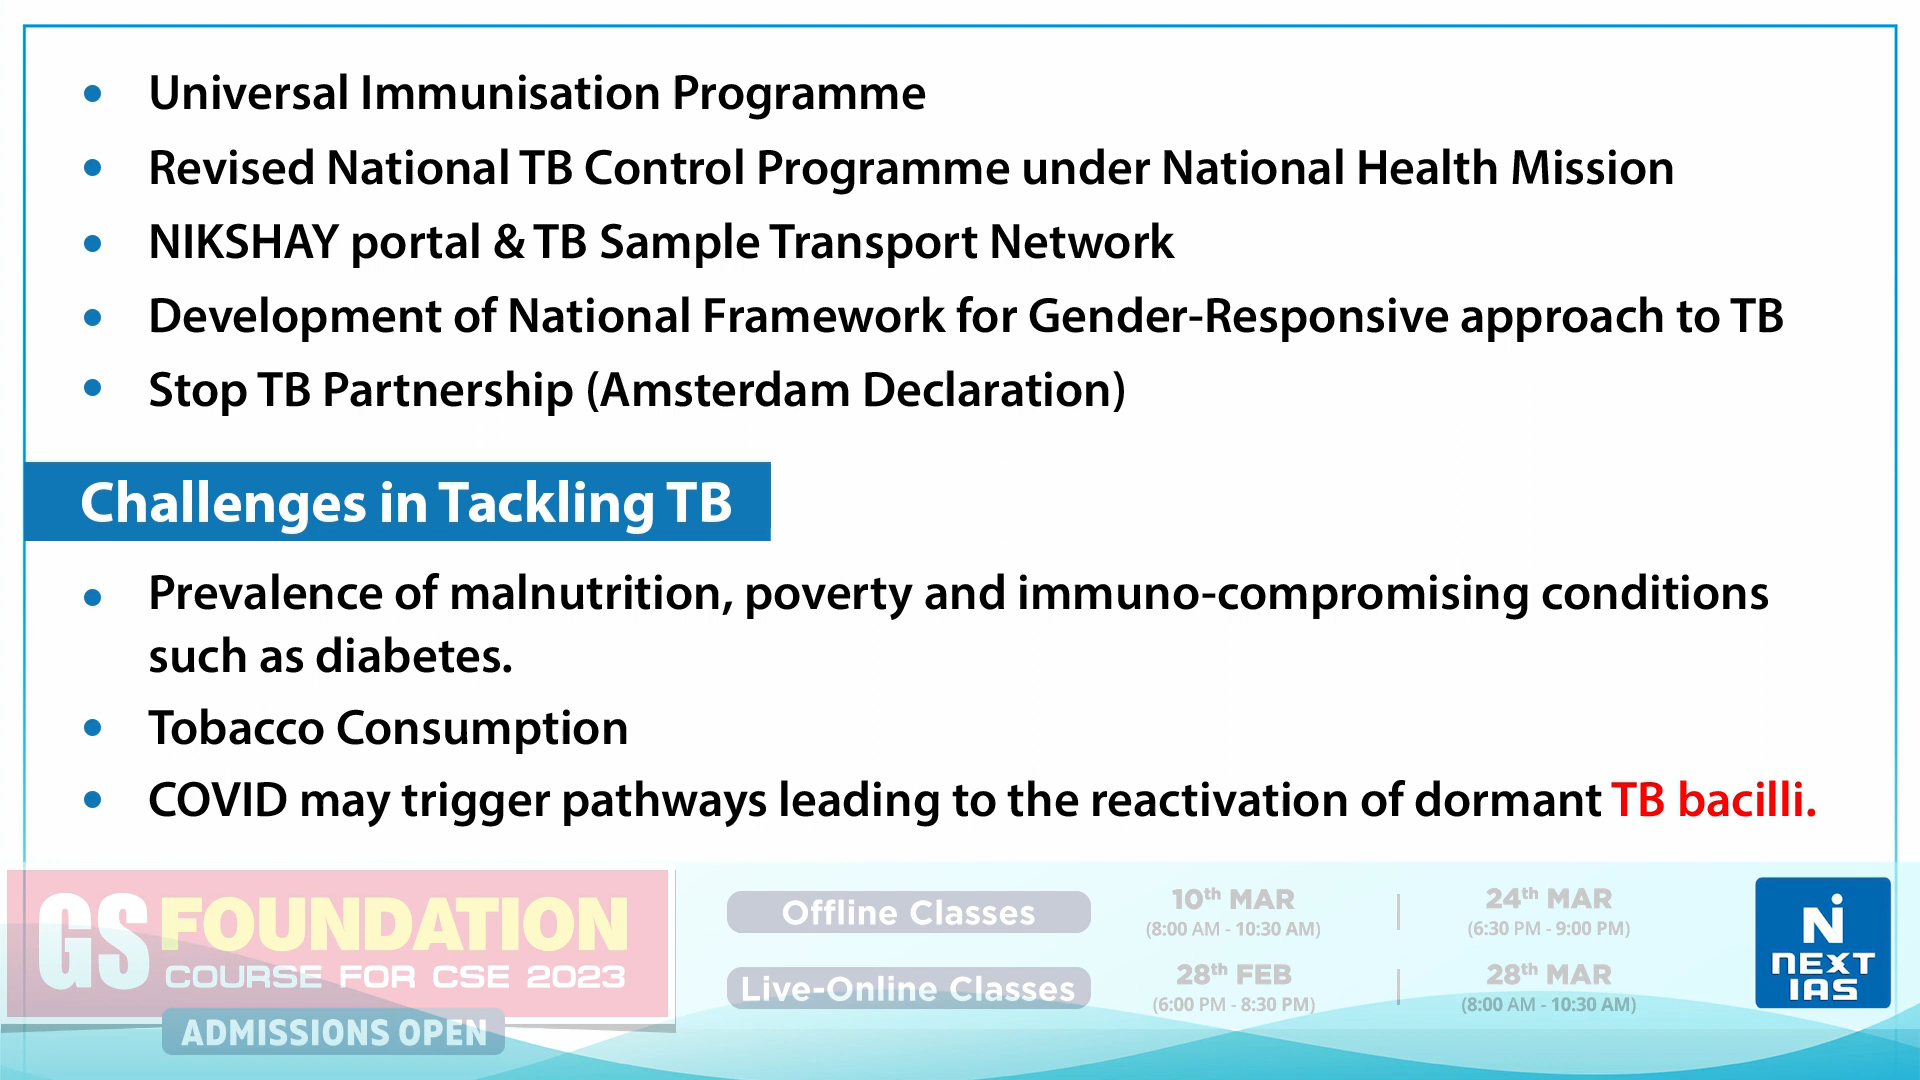 Universal Immunisation Programme
Revised National TB Control Programme under National Health Mission
NIKSHAY portal & TB Sample Transport Network
Development of National Framework for Gender-Responsive approach to TB
Stop TB Partnership (Amsterdam Declaration)
Challenges in Tackling TB
Prevalence of malnutrition, poverty and immuno-compromising conditions
such as diabetes.
Tobacco Consumption
COVID may trigger pathways leading to the reactivation of dormant TB bacilli.
GS FOUNDATION
COURSE FOR CSE 2023
ADMISSIONS OPEN
Offline Classes
10th MAR
(8:00 AM - 10:30 AM)
24th MAR
(6:30 PM - 9:00 PM)
Live-Online Classes
28th FEB
(6:00 PM - 8:30 PM)
28th MAR
(8:00 AM - 10:30 AM)
N
NEXT
IAS